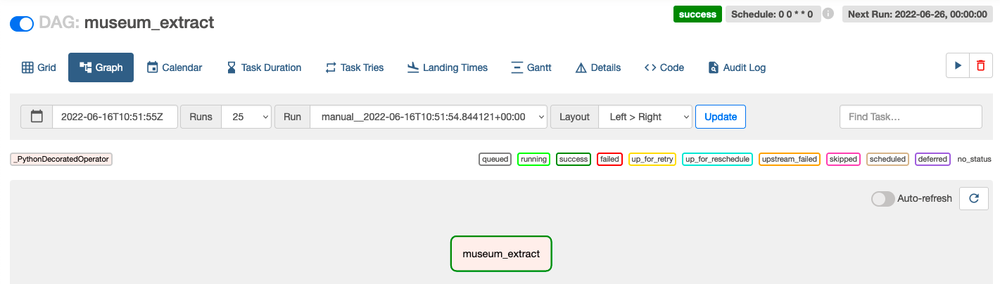 DAG: museum_extract
success Schedule: 0 0 * * 0 Next Run: 2022-06-26, 00:00:00
Grid Graph Calendar Task Duration Task Tries Landing Times Gantt Details Code Audit Log
2022-06-16T10:51:55Z Runs 25 Run manual__2022-06-16T10:51:54.844121+00:00 Layout Left > Right Update Find Task…
_PythonDecoratedOperator queued running success failed up_for_retry up_for_reschedule upstream_failed skipped scheduled deferred no_status
Auto-refresh
museum_extract